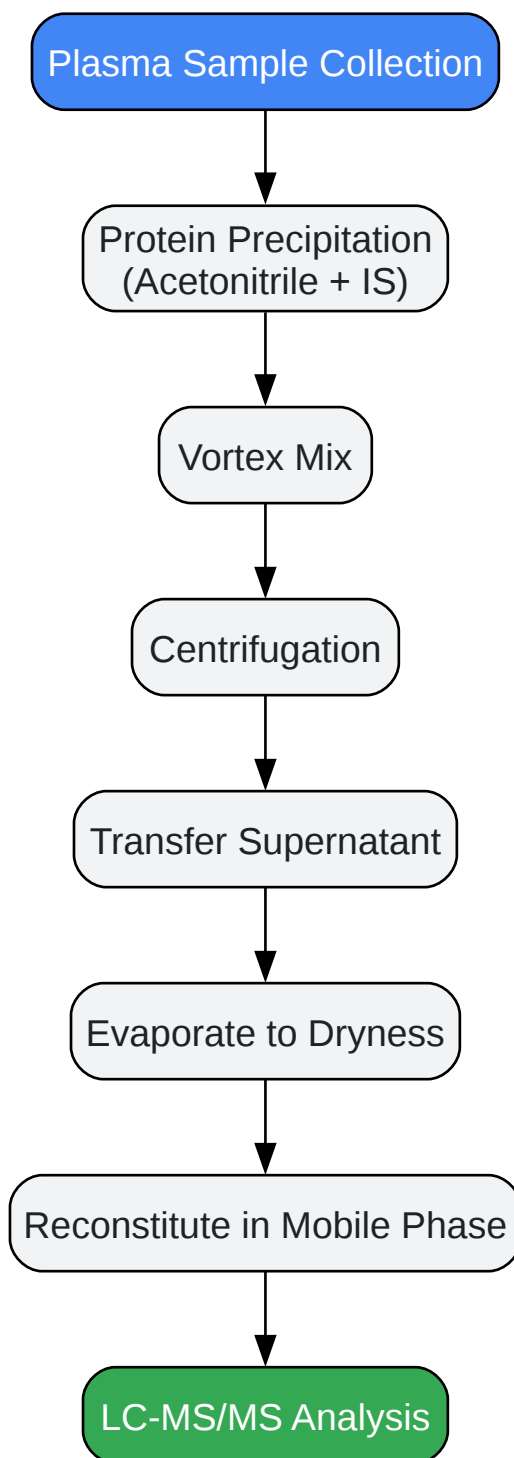 Plasma Sample Collection
Protein Precipitation
(Acetonitrile + IS)
Vortex Mix
Centrifugation
Transfer Supernatant
Evaporate to Dryness
Reconstitute in Mobile Phase
LC-MS/MS Analysis